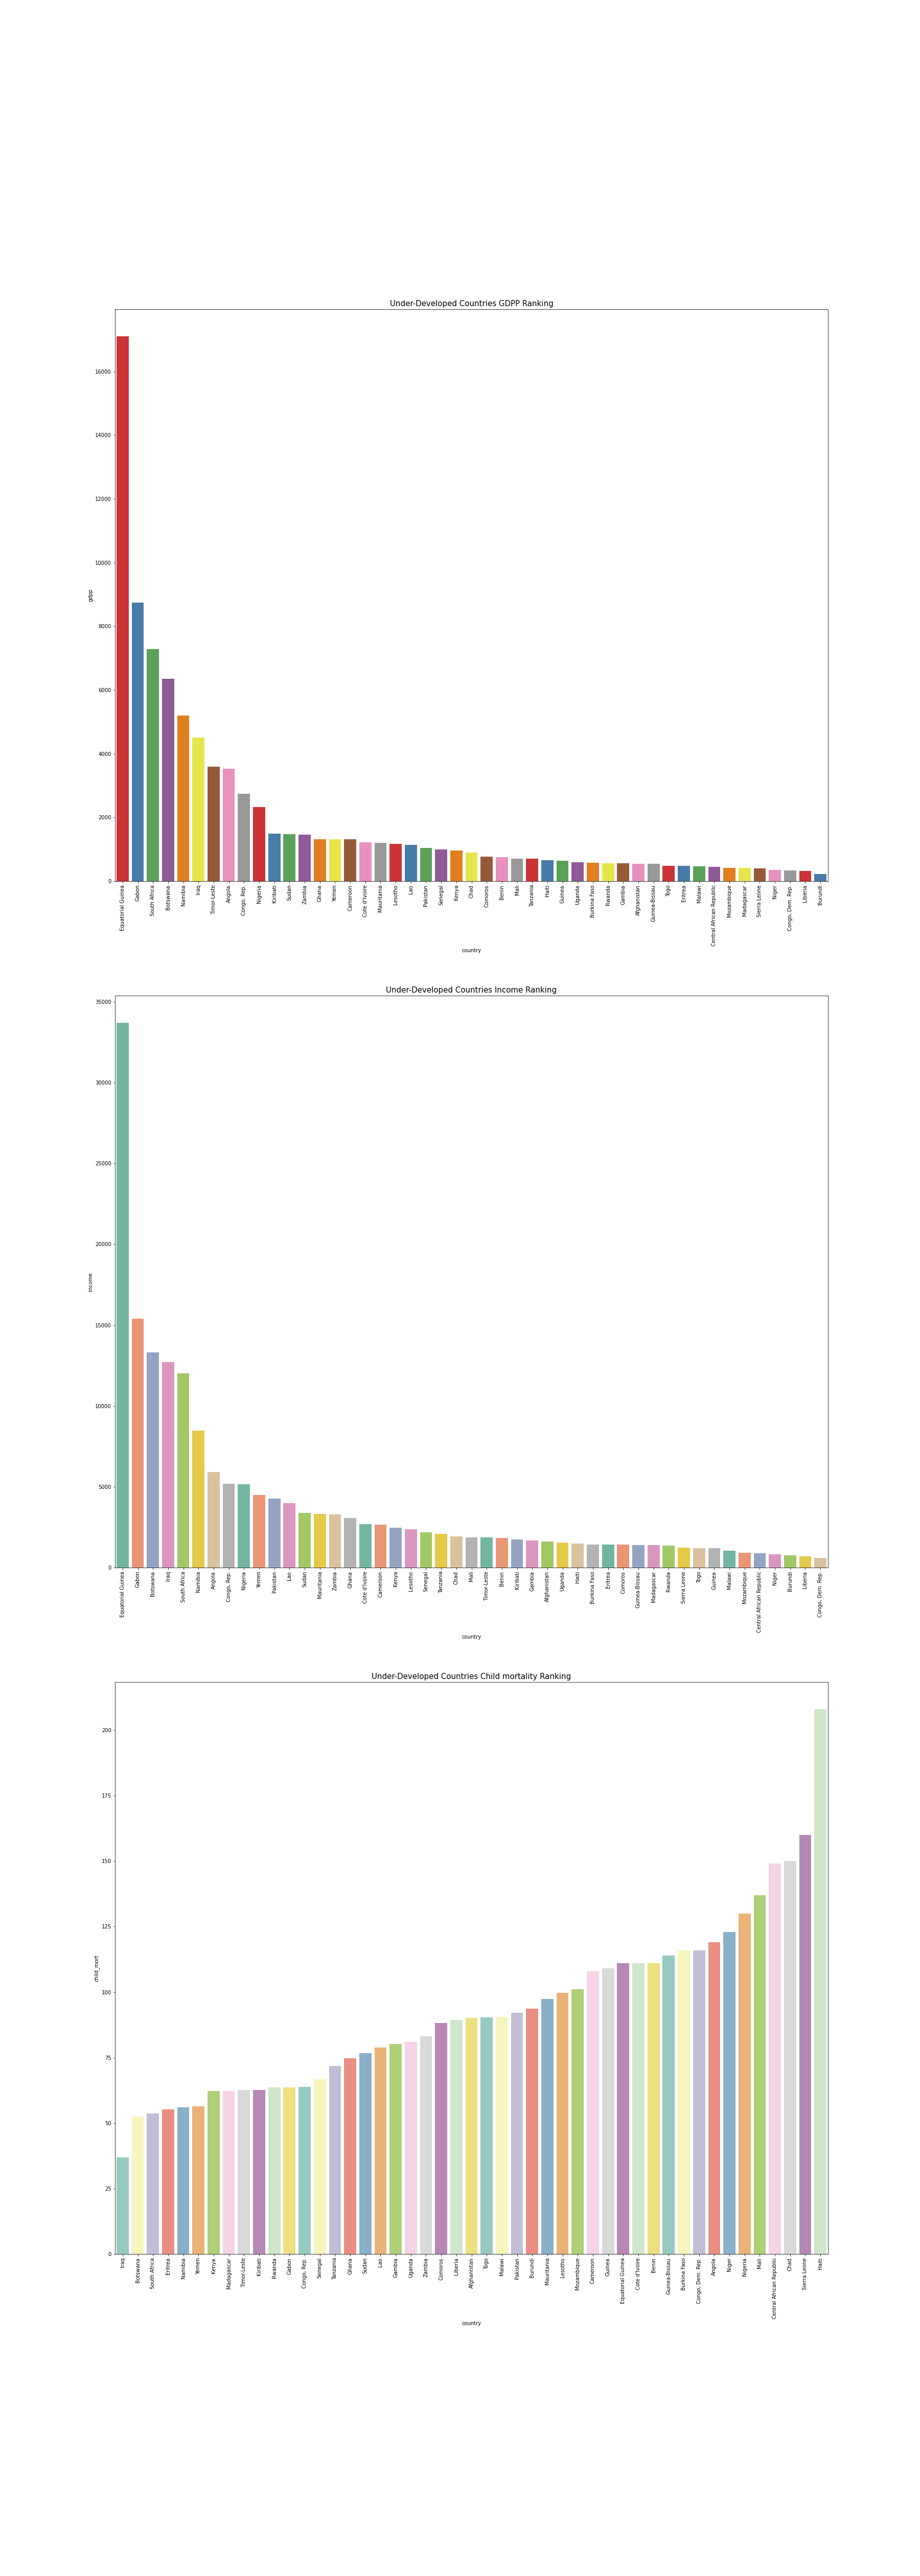 Under-Developed Countries GDPP Ranking
16000
14000
12000
10000
8000
6000
4000
2000
0
gdpp
Equatorial Guinea
Gabon
South Africa
Botswana
Namibia
Iraq
Timor-Leste
Angola
Congo, Rep.
Nigeria
Kiribati
Sudan
Zambia
Ghana
Yemen
Cameroon
Cote d'Ivoire
Mauritania
Lesotho
Lao
Pakistan
Senegal
Kenya
Chad
Comoros
Benin
Mali
Tanzania
Haiti
Guinea
Uganda
Burkina Faso
Rwanda
Gambia
Afghanistan
Guinea-Bissau
Togo
Eritrea
Malawi
Central African Republic
Mozambique
Madagascar
Sierra Leone
Niger
Congo, Dem. Rep.
Liberia
Burundi
country
Under-Developed Countries Income Ranking
35000
30000
25000
20000
15000
10000
5000
0
income
Equatorial Guinea
Gabon
Botswana
Iraq
South Africa
Namibia
Angola
Congo, Rep.
Nigeria
Yemen
Pakistan
Lao
Sudan
Mauritania
Zambia
Ghana
Cote d'Ivoire
Cameroon
Kenya
Lesotho
Senegal
Tanzania
Chad
Mali
Timor-Leste
Benin
Kiribati
Gambia
Afghanistan
Uganda
Haiti
Burkina Faso
Eritrea
Comoros
Guinea-Bissau
Madagascar
Rwanda
Sierra Leone
Togo
Guinea
Malawi
Mozambique
Central African Republic
Niger
Burundi
Liberia
Congo, Dem. Rep.
country
Under-Developed Countries Child mortality Ranking
200
175
150
125
100
75
50
25
0
child_mort
Iraq
Botswana
South Africa
Eritrea
Namibia
Yemen
Kenya
Madagascar
Timor-Leste
Kiribati
Rwanda
Gabon
Congo, Rep.
Senegal
Tanzania
Ghana
Sudan
Lao
Gambia
Uganda
Zambia
Comoros
Liberia
Afghanistan
Togo
Malawi
Pakistan
Burundi
Mauritania
Lesotho
Mozambique
Cameroon
Guinea
Equatorial Guinea
Cote d'Ivoire
Benin
Guinea-Bissau
Burkina Faso
Congo, Dem. Rep.
Angola
Niger
Nigeria
Mali
Central African Republic
Chad
Sierra Leone
Haiti
country